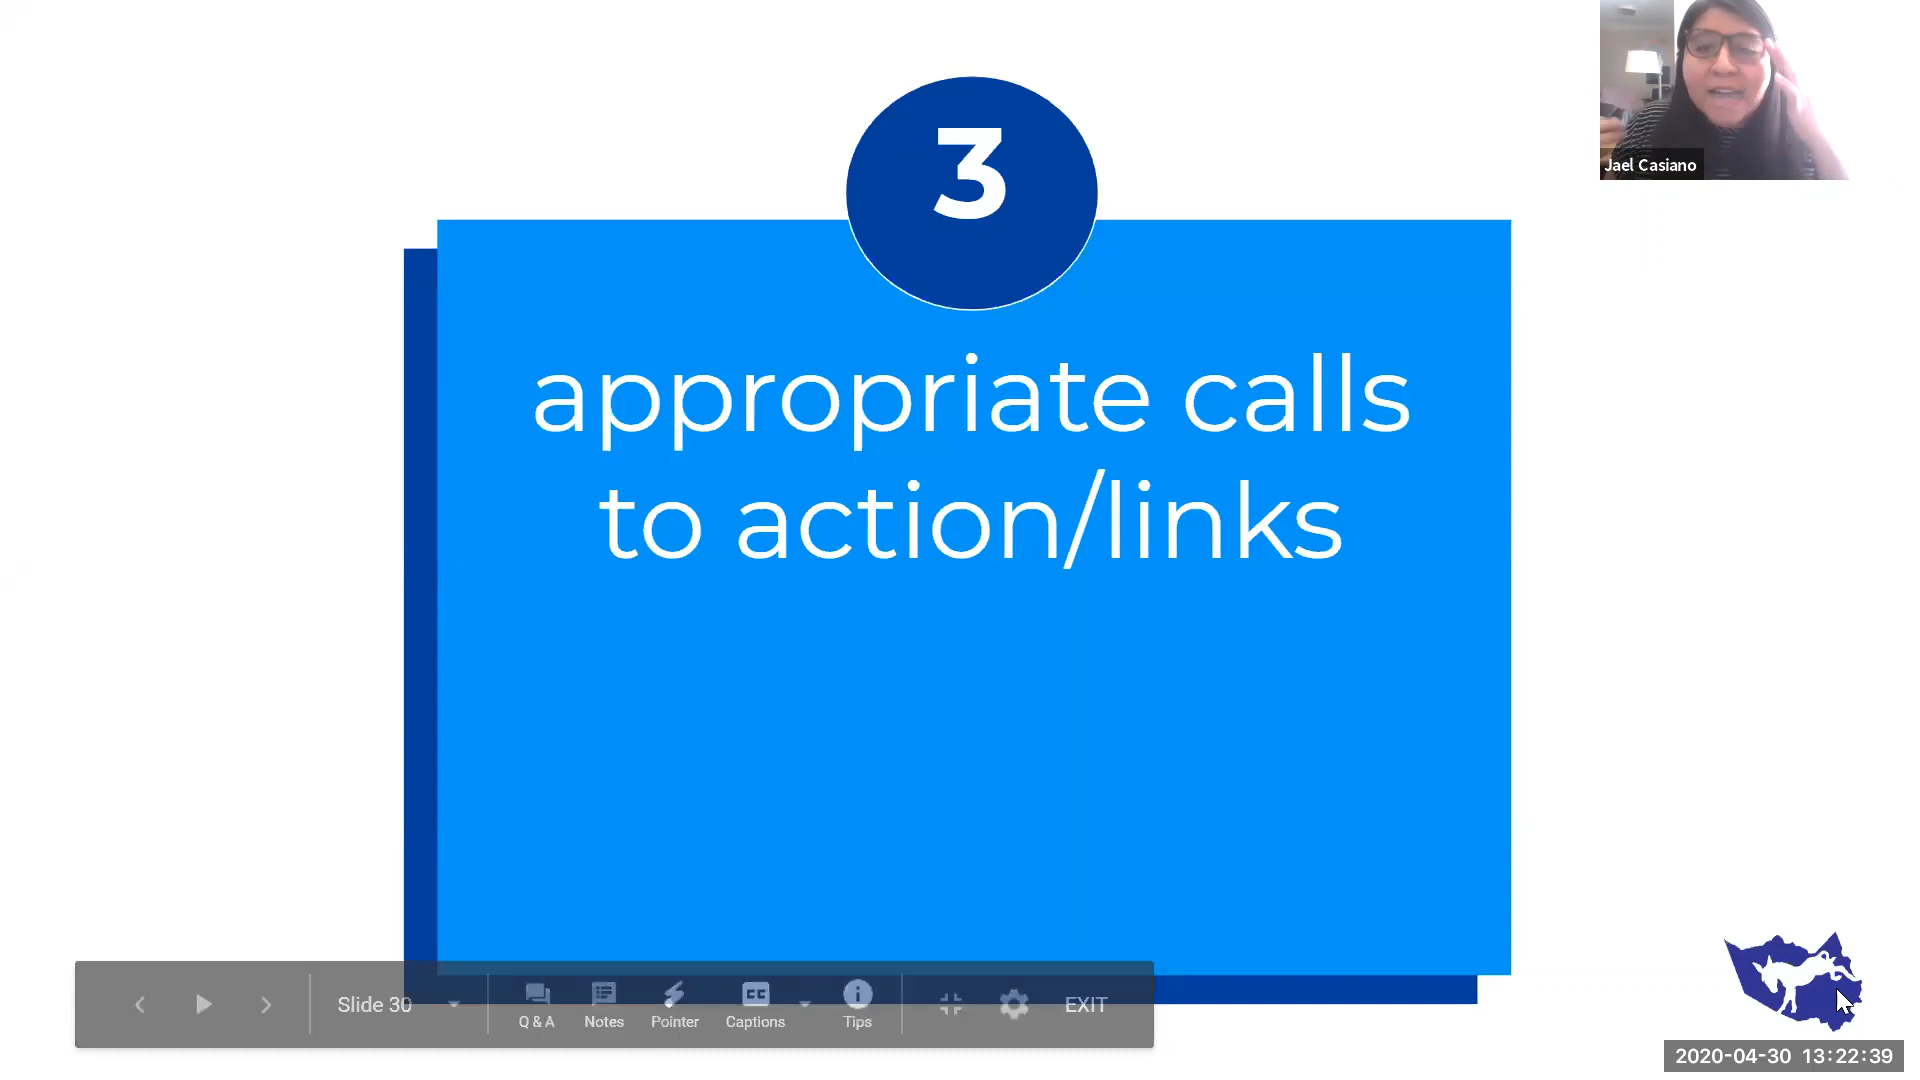 3
appropriate calls
to action/links
Jael Casiano
Slide 30
Q & A
Notes
Pointer
CC
Captions
Tips
EXIT
2020-04-30 13:22:39